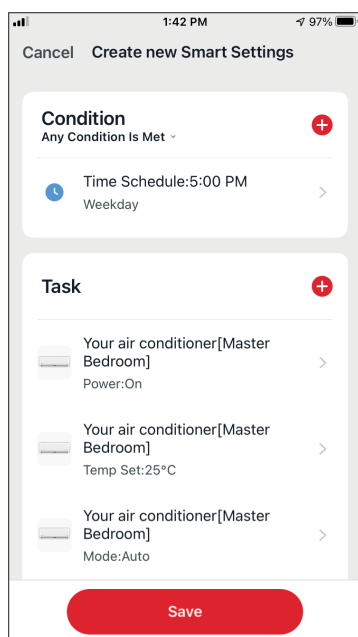 1:42 PM
97%
Cancel Create new Smart Settings
Condition
Any Condition Is Met
Time Schedule:5:00 PM
Weekday
Task
Your air conditioner[Master
Bedroom]
Power:On
Your air conditioner[Master
Bedroom]
Temp Set:25°C
Your air conditioner[Master
Bedroom]
Mode:Auto
Save